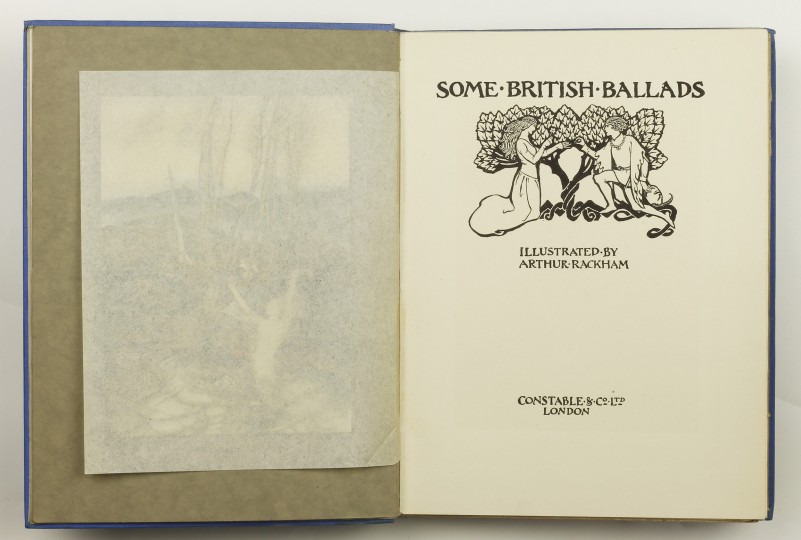 SOME·BRITISH·BALLADS
ILLUSTRATED·BY
ARTHUR·RACKHAM
CONSTABLE·&·Cº·LTD
LONDON